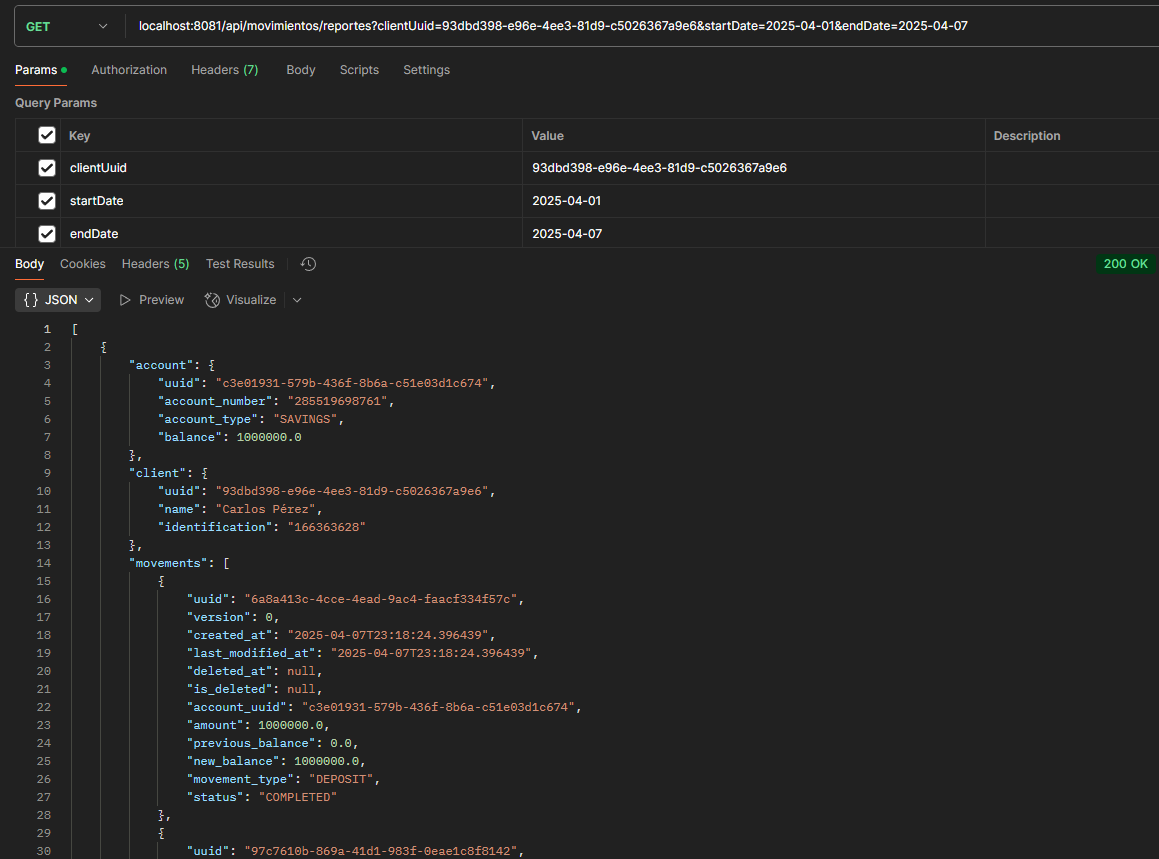 GET localhost:8081/api/movimientos/reportes?clientUuid=93dbd398-e96e-4ee3-81d9-c5026367a9e6&startDate=2025-04-01&endDate=2025-04-07
Params Authorization Headers (7) Body Scripts Settings
Query Params
Key Value Description
clientUuid 93dbd398-e96e-4ee3-81d9-c5026367a9e6
startDate 2025-04-01
endDate 2025-04-07
Body Cookies Headers (5) Test Results 200 OK
{} JSON Preview Visualize
1 [
2 {
3 "account": {
4 "uuid": "c3e01931-579b-436f-8b6a-c51e03d1c674",
5 "account_number": "285519698761",
6 "account_type": "SAVINGS",
7 "balance": 1000000.0
8 },
9 "client": {
10 "uuid": "93dbd398-e96e-4ee3-81d9-c5026367a9e6",
11 "name": "Carlos Pérez",
12 "identification": "166363628"
13 },
14 "movements": [
15 {
16 "uuid": "6a8a413c-4cce-4ead-9ac4-faacf334f57c",
17 "version": 0,
18 "created_at": "2025-04-07T23:18:24.396439",
19 "last_modified_at": "2025-04-07T23:18:24.396439",
20 "deleted_at": null,
21 "is_deleted": null,
22 "account_uuid": "c3e01931-579b-436f-8b6a-c51e03d1c674",
23 "amount": 1000000.0,
24 "previous_balance": 0.0,
25 "new_balance": 1000000.0,
26 "movement_type": "DEPOSIT",
27 "status": "COMPLETED"
28 },
29 {
30 "uuid": "97c7610b-869a-41d1-983f-0eae1c8f8142",